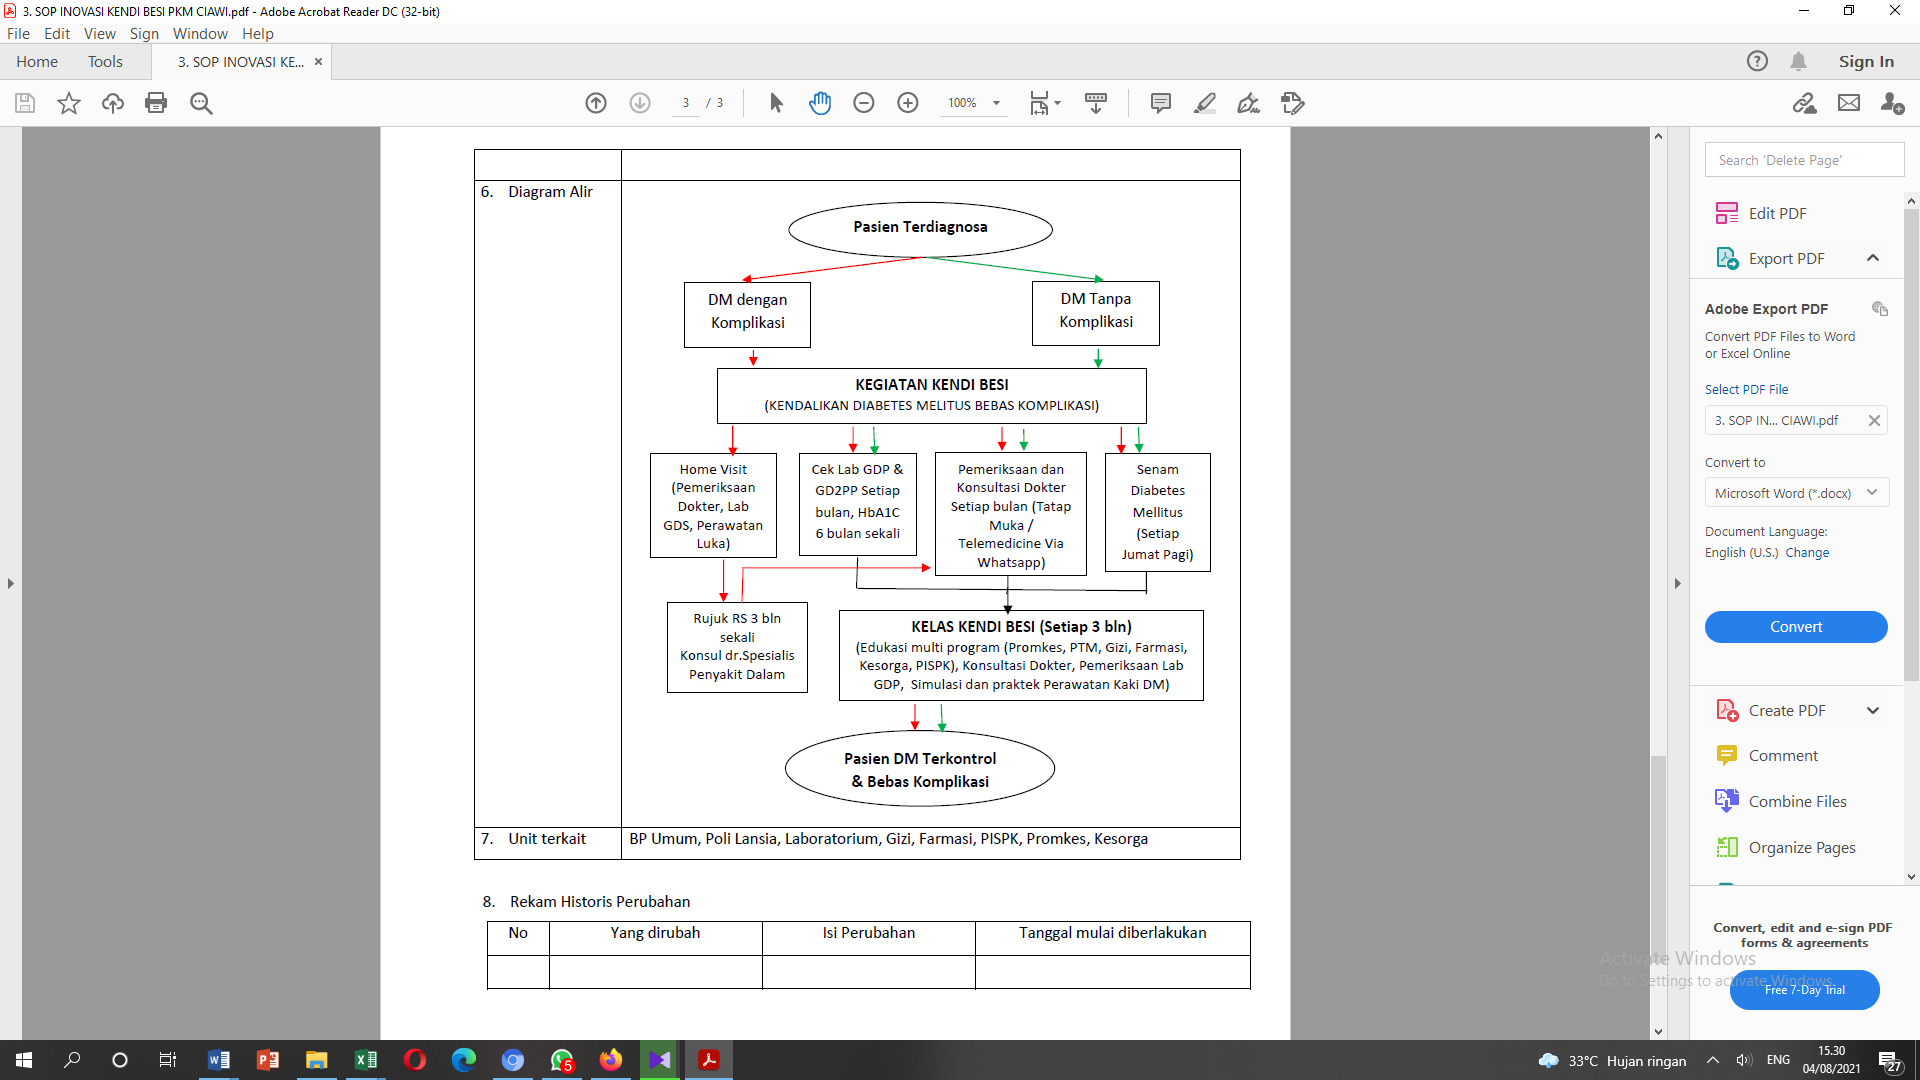 3. SOP INOVASI KENDI BESI PKM CIAWI.pdf - Adobe Acrobat Reader DC (32-bit)
File Edit View Sign Window Help
Home Tools 3. SOP INOVASI KE... Sign In
3 / 3 100%
6. Diagram Alir
Pasien Terdiagnosa
DM dengan
Komplikasi
DM Tanpa
Komplikasi
KEGIATAN KENDI BESI
(KENDALIKAN DIABETES MELITUS BEBAS KOMPLIKASI)
Home Visit
(Pemeriksaan
Dokter, Lab
GDS, Perawatan
Luka)
Cek Lab GDP &
GD2PP Setiap
bulan, HbA1C
6 bulan sekali
Pemeriksaan dan
Konsultasi Dokter
Setiap bulan (Tatap
Muka /
Telemedicine Via
Whatsapp)
Senam
Diabetes
Mellitus
(Setiap
Jumat Pagi)
Rujuk RS 3 bln
sekali
Konsul dr.Spesialis
Penyakit Dalam
KELAS KENDI BESI (Setiap 3 bln)
(Edukasi multi program (Promkes, PTM, Gizi, Farmasi,
Kesorga, PISPK), Konsultasi Dokter, Pemeriksaan Lab
GDP, Simulasi dan praktek Perawatan Kaki DM)
Pasien DM Terkontrol
& Bebas Komplikasi
7. Unit terkait BP Umum, Poli Lansia, Laboratorium, Gizi, Farmasi, PISPK, Promkes, Kesorga
8. Rekam Historis Perubahan
No Yang dirubah Isi Perubahan Tanggal mulai diberlakukan
Search 'Delete Page'
Edit PDF
Export PDF
Adobe Export PDF
Convert PDF Files to Word
or Excel Online
Select PDF File
3. SOP IN... CIAWI.pdf
Convert to
Microsoft Word (*.docx)
Document Language:
English (U.S.) Change
Convert
Create PDF
Comment
Combine Files
Organize Pages
Convert, edit and e-sign PDF
forms & agreements
Activate Windows
Go to Settings to activate Windows.
Free 7-Day Trial
5
33°C Hujan ringan
ENG
15.30
04/08/2021
27